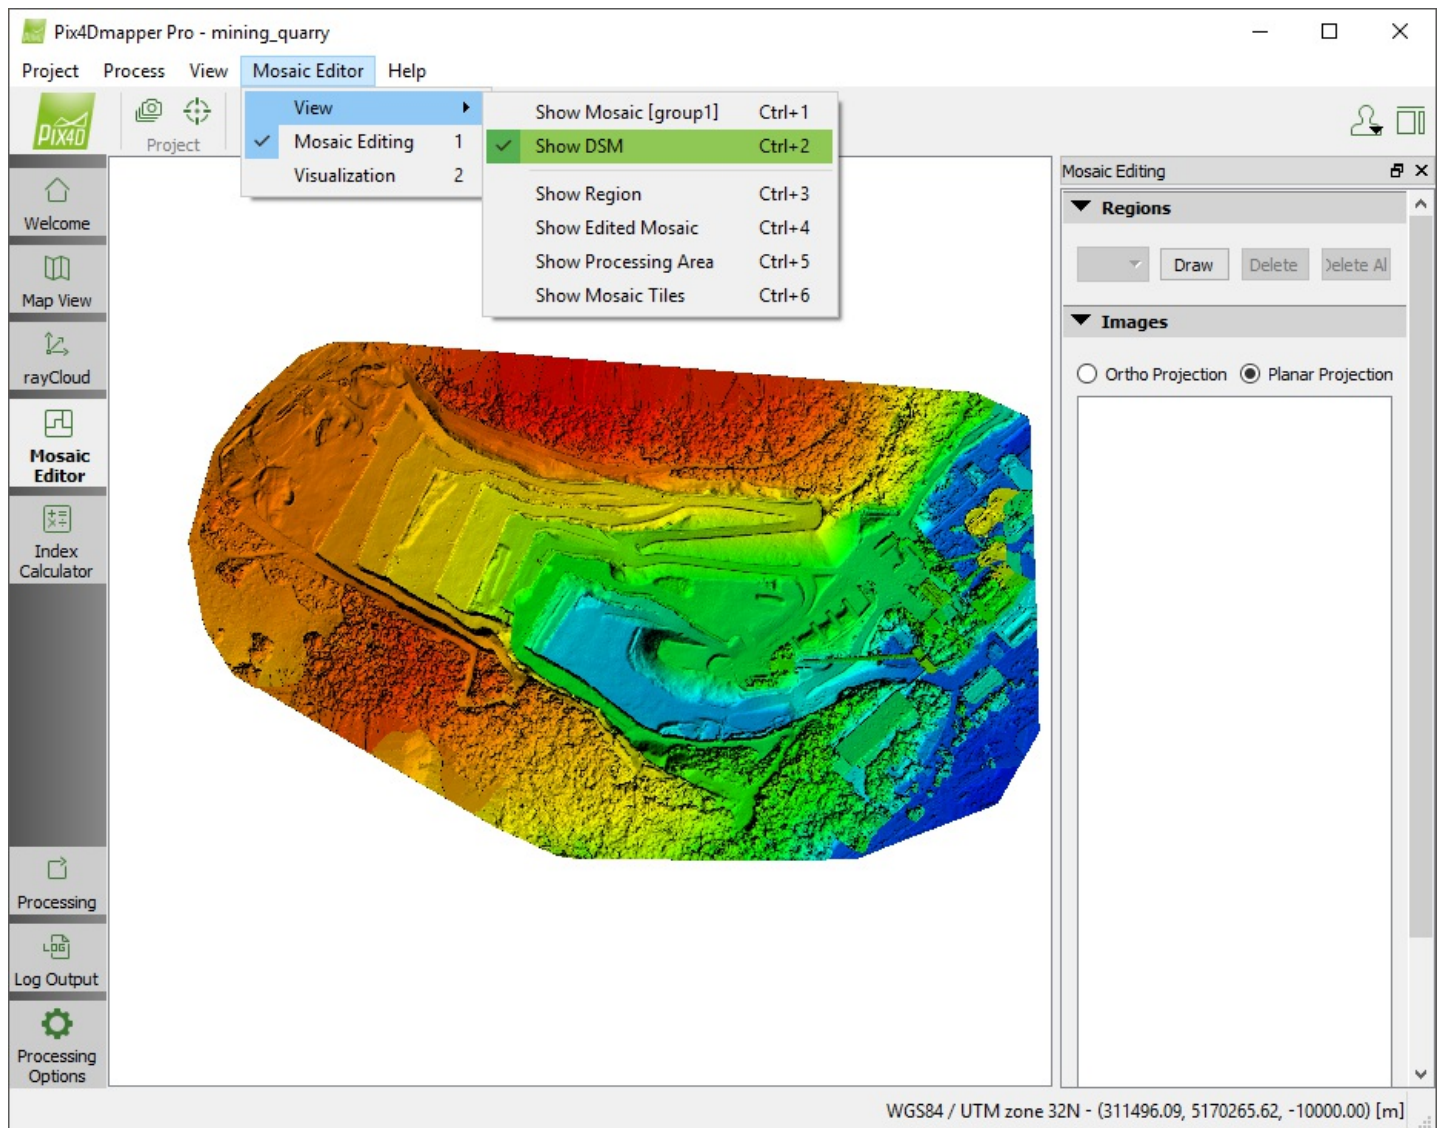 Pix4Dmapper Pro - mining_quarry
Project Process View Mosaic Editor Help
PIX4D
Project
View
Mosaic Editing 1
Visualization 2
Show Mosaic [group1] Ctrl+1
Show DSM Ctrl+2
Show Region Ctrl+3
Show Edited Mosaic Ctrl+4
Show Processing Area Ctrl+5
Show Mosaic Tiles Ctrl+6
Welcome
Map View
rayCloud
Mosaic
Editor
Index
Calculator
Processing
LOG
Log Output
Processing
Options
Mosaic Editing
Regions
Draw Delete Delete Al
Images
Ortho Projection Planar Projection
WGS84 / UTM zone 32N - (311496.09, 5170265.62, -10000.00) [m]